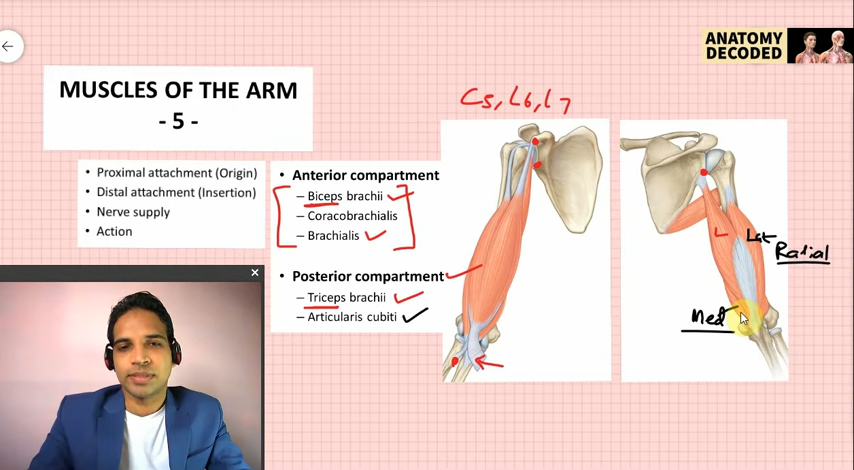 ANATOMY
DECODED
MUSCLES OF THE ARM
- 5 -
• Proximal attachment (Origin)
• Distal attachment (Insertion)
• Nerve supply
• Action
• Anterior compartment
– Biceps brachii
– Coracobrachialis
– Brachialis
• Posterior compartment
– Triceps brachii
– Articularis cubiti
C5, C6, C7
L
Lat
Radial
Med